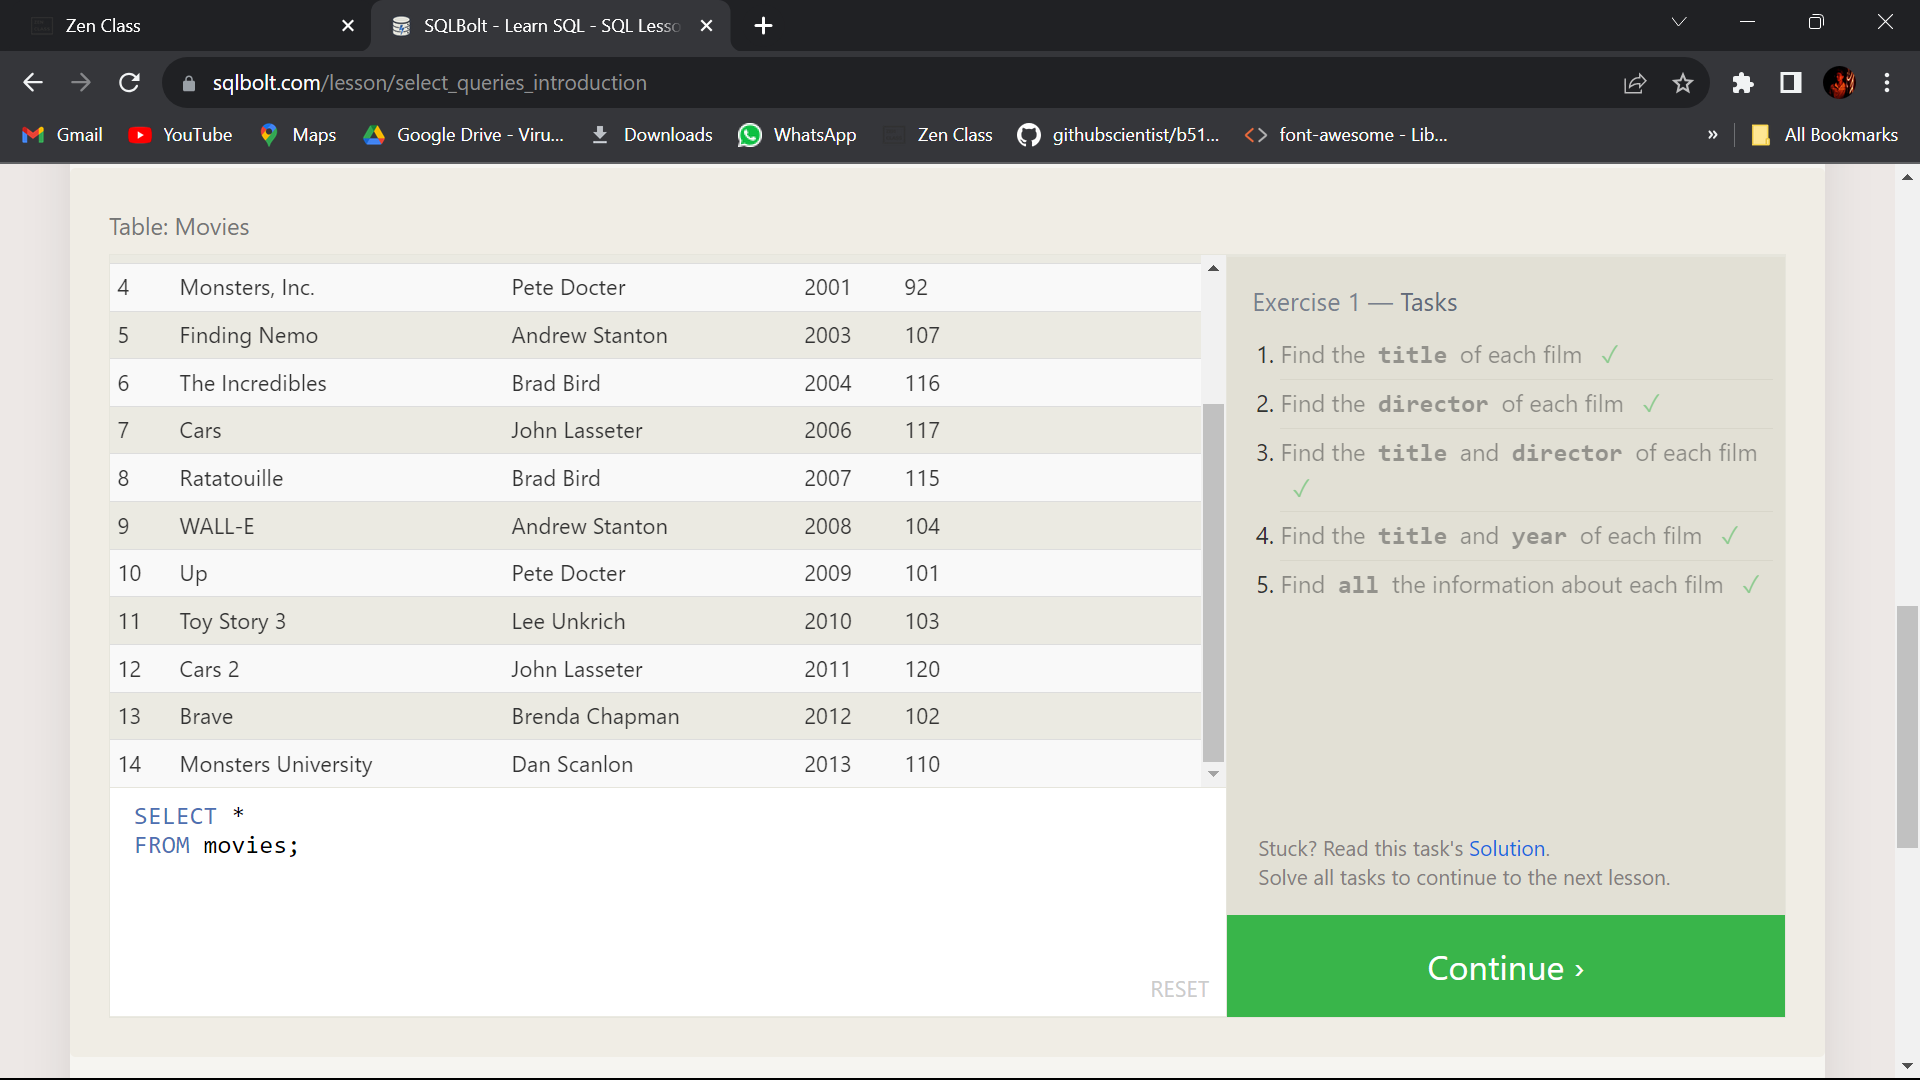 Zen Class
SQLBolt - Learn SQL - SQL Lesso
sqlbolt.com/lesson/select_queries_introduction
Gmail
YouTube
Maps
Google Drive - Viru...
Downloads
WhatsApp
Zen Class
githubscientist/b51...
font-awesome - Lib...
»
All Bookmarks
Table: Movies
4 Monsters, Inc. Pete Docter 2001 92
5 Finding Nemo Andrew Stanton 2003 107
6 The Incredibles Brad Bird 2004 116
7 Cars John Lasseter 2006 117
8 Ratatouille Brad Bird 2007 115
9 WALL-E Andrew Stanton 2008 104
10 Up Pete Docter 2009 101
11 Toy Story 3 Lee Unkrich 2010 103
12 Cars 2 John Lasseter 2011 120
13 Brave Brenda Chapman 2012 102
14 Monsters University Dan Scanlon 2013 110
SELECT *
FROM movies;
RESET
Exercise 1 — Tasks
1. Find the title of each film ✓
2. Find the director of each film ✓
3. Find the title and director of each film
✓
4. Find the title and year of each film ✓
5. Find all the information about each film ✓
Stuck? Read this task's Solution.
Solve all tasks to continue to the next lesson.
Continue ›